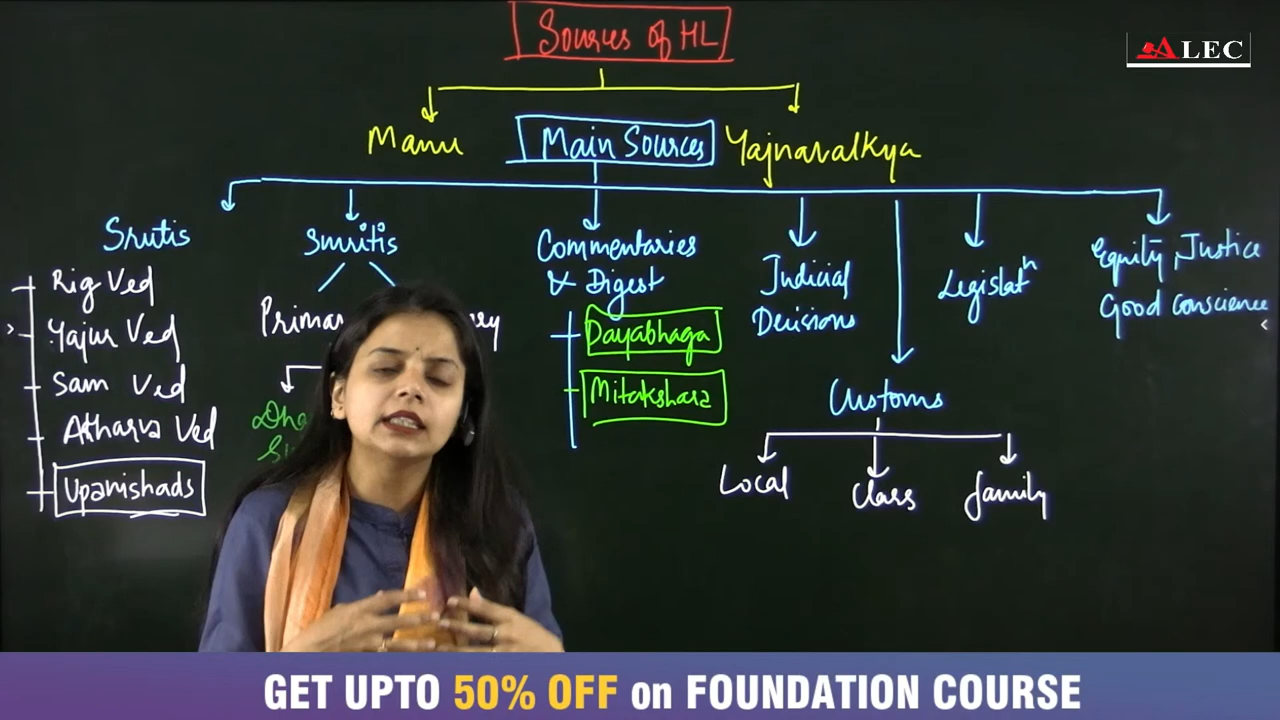 Sources of HL
ALEC
Manu
Main Sources
Yajnavalkya
Srutis
Smritis
Commentaries
& Digest
Judicial
Decisions
Legislatn
Equity, Justice
Good conscience
Rig Ved
Yajur Ved
Sam Ved
Atharva Ved
Upanishads
Dayabhaga
Mitakshara
Customs
Local
Class
family
GET UPTO 50% OFF on FOUNDATION COURSE